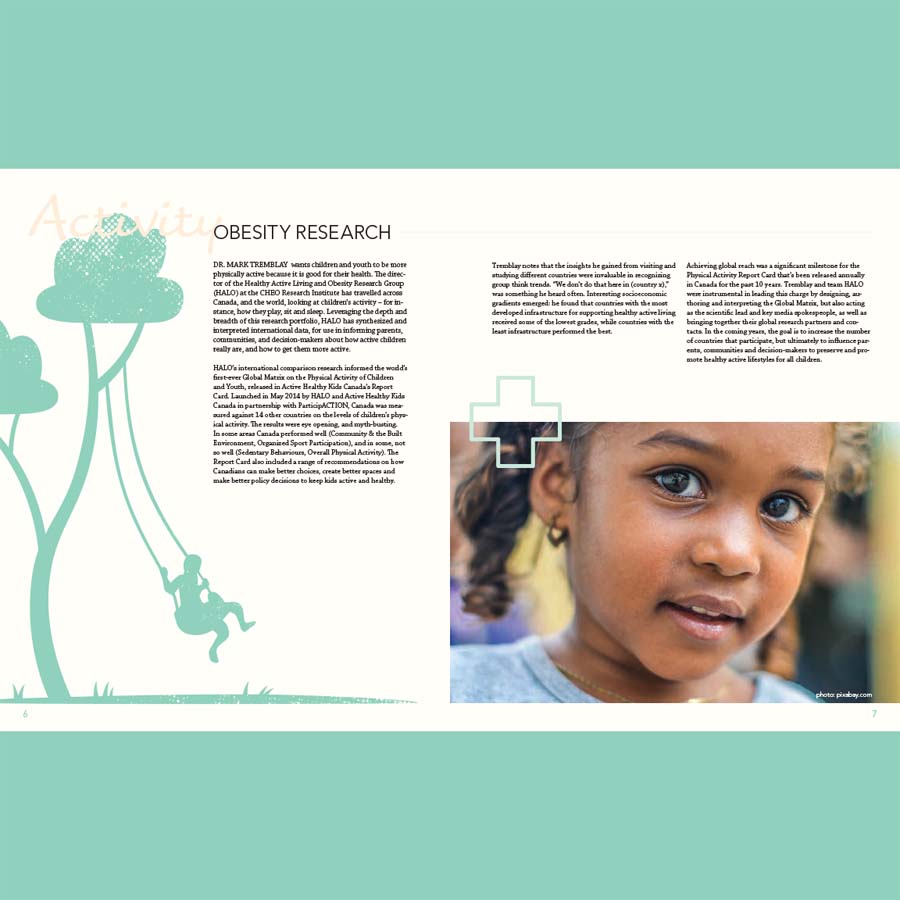 Activity
OBESITY RESEARCH
DR. MARK TREMBLAY wants children and youth to be more
physically active because it is good for their health. The direc-
tor of the Healthy Active Living and Obesity Research Group
(HALO) at the CHEO Research Institute has travelled across
Canada, and the world, looking at children's activity – for in-
stance, how they play, sit and sleep. Leveraging the depth and
breadth of this research portfolio, HALO has synthesized and
interpreted international data, for use in informing parents,
communities, and decision-makers about how active children
really are, and how to get them more active.
HALO's international comparison research informed the world's
first-ever Global Matrix on the Physical Activity of Children
and Youth, released in Active Healthy Kids Canada's Report
Card. Launched in May 2014 by HALO and Active Healthy Kids
Canada in partnership with ParticipACTION, Canada was mea-
sured against 14 other countries on the levels of children's phys-
ical activity. The results were eye opening, and myth-busting.
In some areas Canada performed well (Community & the Built
Environment, Organized Sport Participation), and in some, not
so well (Sedentary Behaviours, Overall Physical Activity). The
Report Card also included a range of recommendations on how
Canadians can make better choices, create better spaces and
make better policy decisions to keep kids active and healthy.
Tremblay notes that the insights he gained from visiting and
studying different countries were invaluable in recognizing
group think trends. "We don't do that here in (country x),"
was something he heard often. Interesting socioeconomic
gradients emerged: he found that countries with the most
developed infrastructure for supporting healthy active living
received some of the lowest grades, while countries with the
least infrastructure performed the best.
Achieving global reach was a significant milestone for the
Physical Activity Report Card that's been released annually
in Canada for the past 10 years. Tremblay and team HALO
were instrumental in leading this charge by designing, au-
thoring and interpreting the Global Matrix, but also acting
as the scientific lead and key media spokespeople, as well as
bringing together their global research partners and con-
tacts. In the coming years, the goal is to increase the number
of countries that participate, but ultimately to influence par-
ents, communities and decision-makers to preserve and pro-
mote healthy active lifestyles for all children.
photo: pixabay.com
6
7